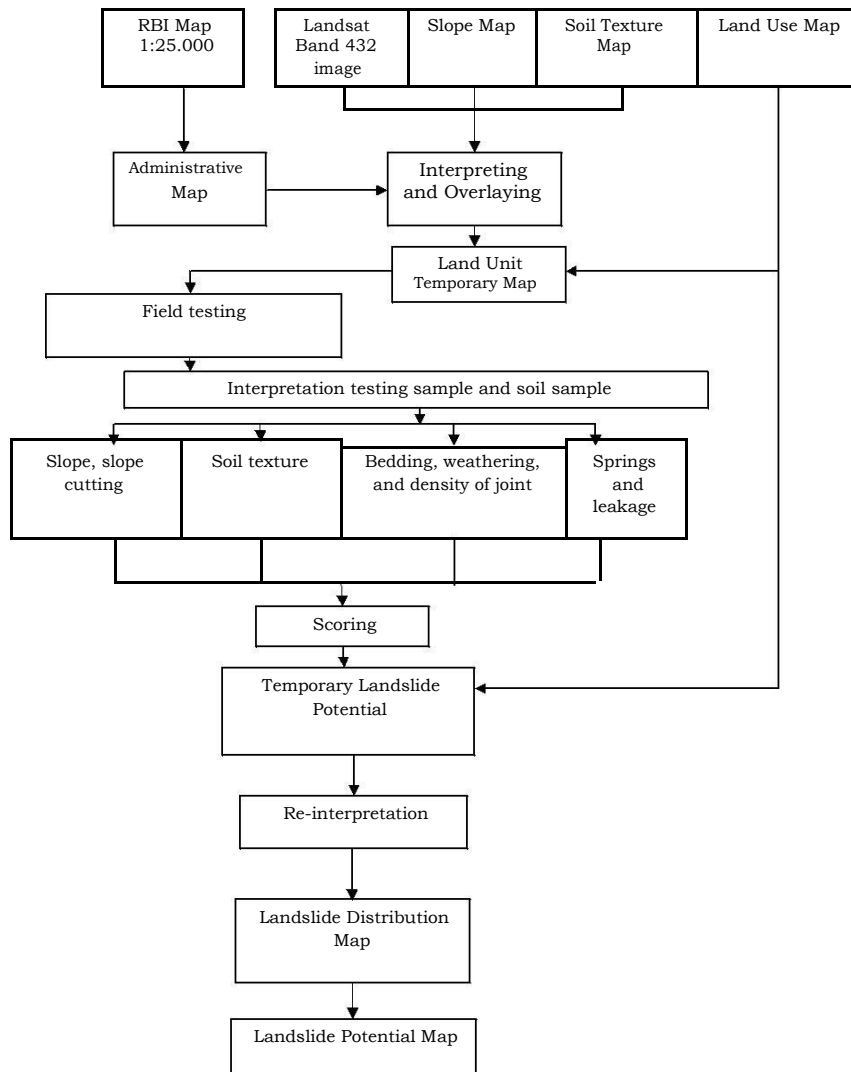 RBI Map
1:25.000
Landsat
Band 432
image
Slope Map
Soil Texture
Map
Land Use Map
Administrative
Map
Interpreting
and Overlaying
Land Unit
Temporary Map
Field testing
Interpretation testing sample and soil sample
Slope, slope
cutting
Soil texture
Bedding, weathering,
and density of joint
Springs
and
leakage
Scoring
Temporary Landslide
Potential
Re-interpretation
Landslide Distribution
Map
Landslide Potential Map